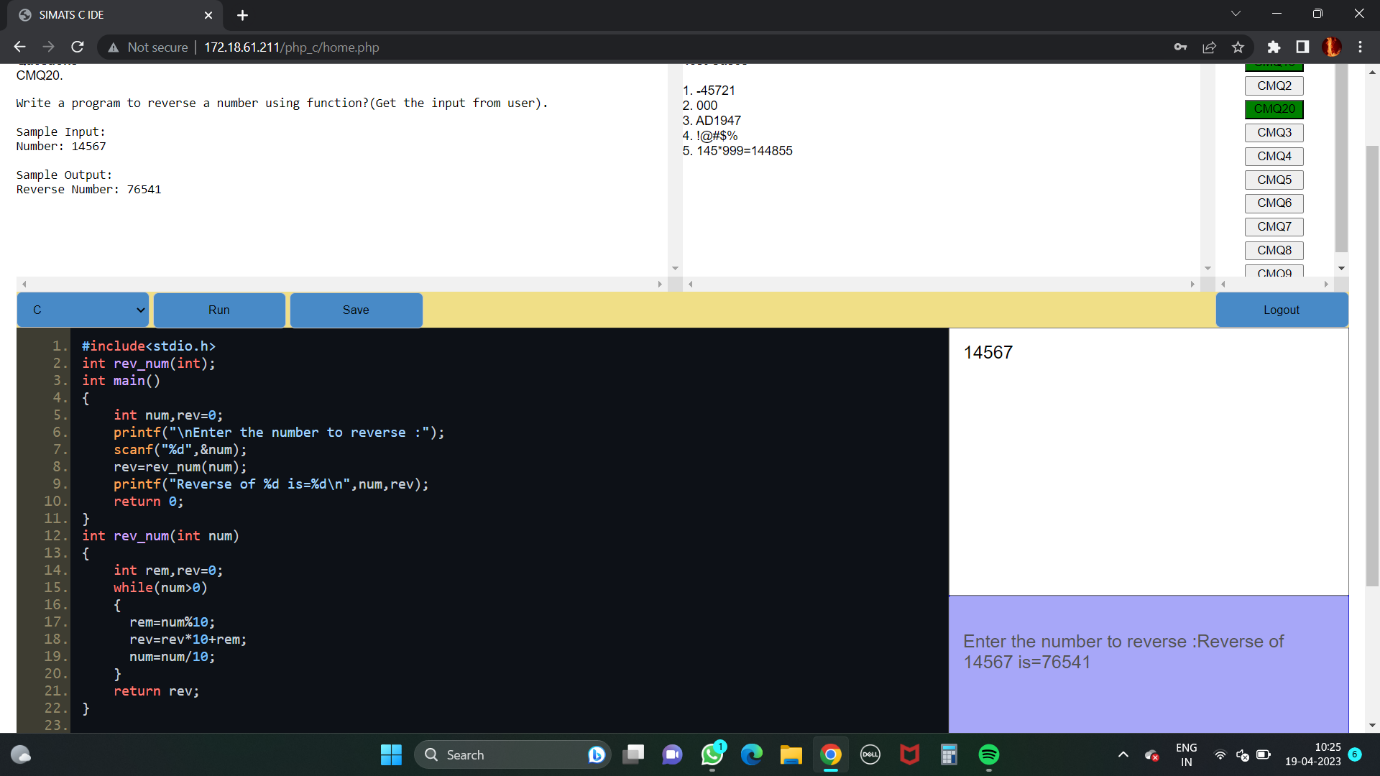 SIMATS C IDE
Not secure
172.18.61.211/php_c/home.php
CMQ20.
Write a program to reverse a number using function?(Get the input from user).
Sample Input:
Number: 14567
Sample Output:
Reverse Number: 76541
1. -45721
2. 000
3. AD1947
4. !@#$%
5. 145*999=144855
CMQ2
CMQ20
CMQ3
CMQ4
CMQ5
CMQ6
CMQ7
CMQ8
CMQ9
C
Run
Save
Logout
1. #include<stdio.h>
2. int rev_num(int);
3. int main()
4. {
5. int num,rev=0;
6. printf("\nEnter the number to reverse :");
7. scanf("%d",&num);
8. rev=rev_num(num);
9. printf("Reverse of %d is=%d\n",num,rev);
10. return 0;
11. }
12. int rev_num(int num)
13. {
14. int rem,rev=0;
15. while(num>0)
16. {
17. rem=num%10;
18. rev=rev*10+rem;
19. num=num/10;
20. }
21. return rev;
22. }
23.
14567
Enter the number to reverse :Reverse of
14567 is=76541
Search
1
DELL
ENG
IN
10:25
19-04-2023
6